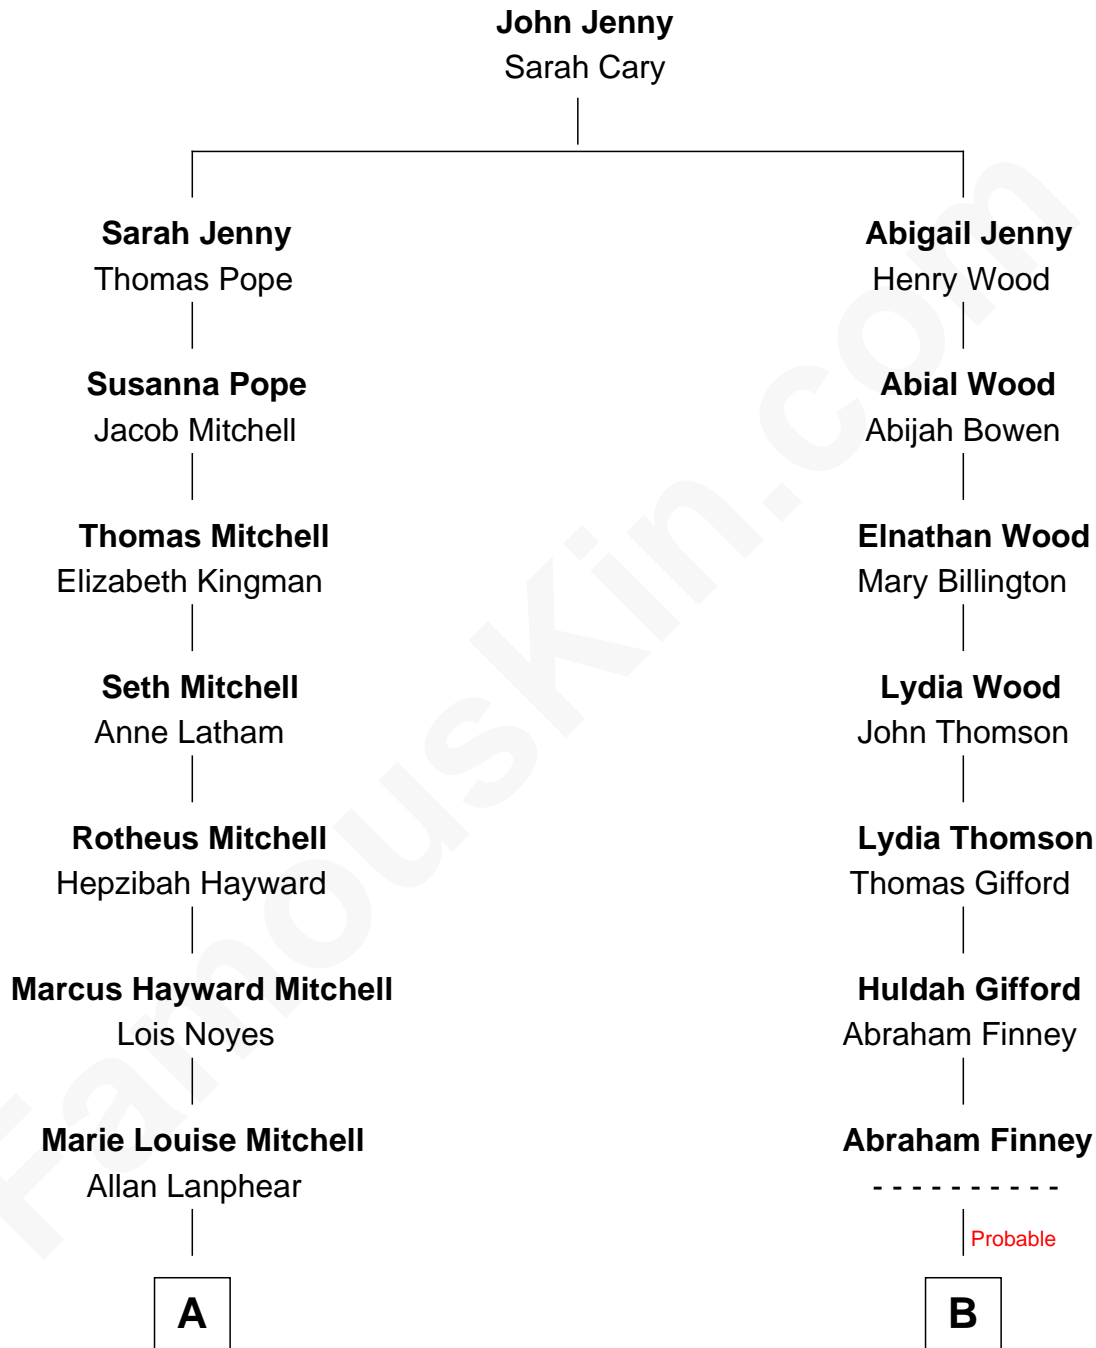 John Jenny
Sarah Cary
Sarah Jenny
Thomas Pope
Abigail Jenny
Henry Wood
Susanna Pope
Jacob Mitchell
Abial Wood
Abijah Bowen
Thomas Mitchell
Elizabeth Kingman
Elnathan Wood
Mary Billington
Seth Mitchell
Anne Latham
Lydia Wood
John Thomson
Rotheus Mitchell
Hepzibah Hayward
Lydia Thomson
Thomas Gifford
Marcus Hayward Mitchell
Lois Noyes
Huldah Gifford
Abraham Finney
Marie Louise Mitchell
Allan Lanphear
Abraham Finney
- - - - - - - - - -
Probable
A
B
FamousKin.com